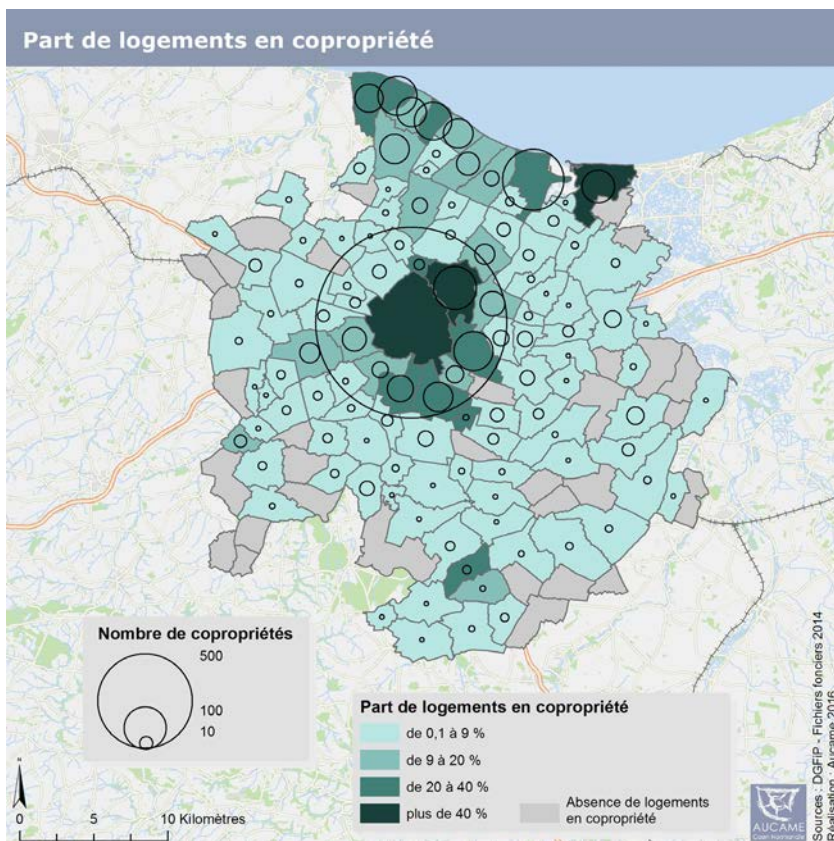 Part de logements en copropriété
Nombre de copropriétés
500
100
10
Part de logements en copropriété
de 0,1 à 9 %
de 9 à 20 %
de 20 à 40 %
plus de 40 %
Absence de logements
en copropriété
N
0 5 10 Kilomètres
AUCAME
Caen Normandie
Sources : DGFiP - Fichiers fonciers 2014
Réalisation : Aucame 2016